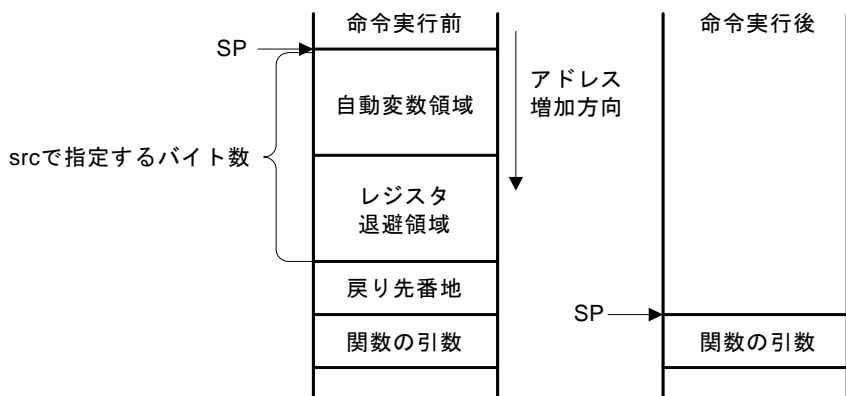 命令実行前
命令実行後
SP
アドレス
増加方向
自動変数領域
srcで指定するバイト数
レジスタ
退避領域
戻り先番地
SP
関数の引数
関数の引数